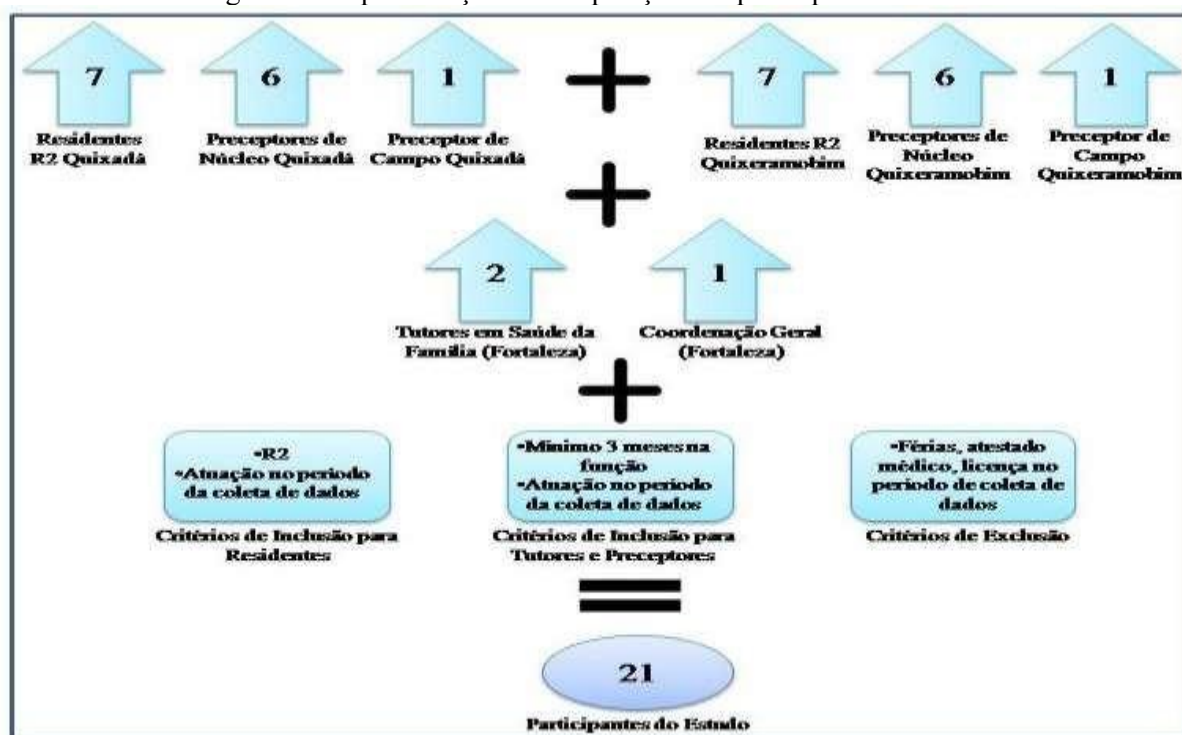 7
Residentes
R2 Quixadá
6
Preceptores de
Núcleo Quixadá
1
Preceptor de
Campo Quixadá
+
7
Residentes R2
Quixeramobim
6
Preceptores de
Núcleo
Quixeramobim
1
Preceptor de
Campo
Quixeramobim
+
2
Tutores em Saúde da
Família (Fortaleza)
1
Coordenação Geral
(Fortaleza)
+
•R2
•Atuação no período
da coleta de dados
Critérios de Inclusão para
Residentes
•Mínimo 3 meses na
função
•Atuação no período
da coleta de dados
Critérios de Inclusão para
Tutores e Preceptores
•Férias, atestado
médico, licença no
período de coleta de
dados
Critérios de Exclusão
=
21
Participantes do Estudo